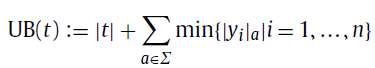 UB(t) := |t| + ∑_{a∈Σ} min{|y_i|_a|i = 1, ..., n}